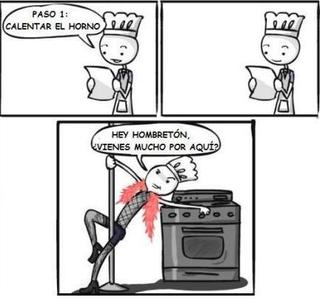 PASO 1:
CALENTAR EL HORNO
HEY HOMBRETÓN,
¿VIENES MUCHO POR AQUÍ?